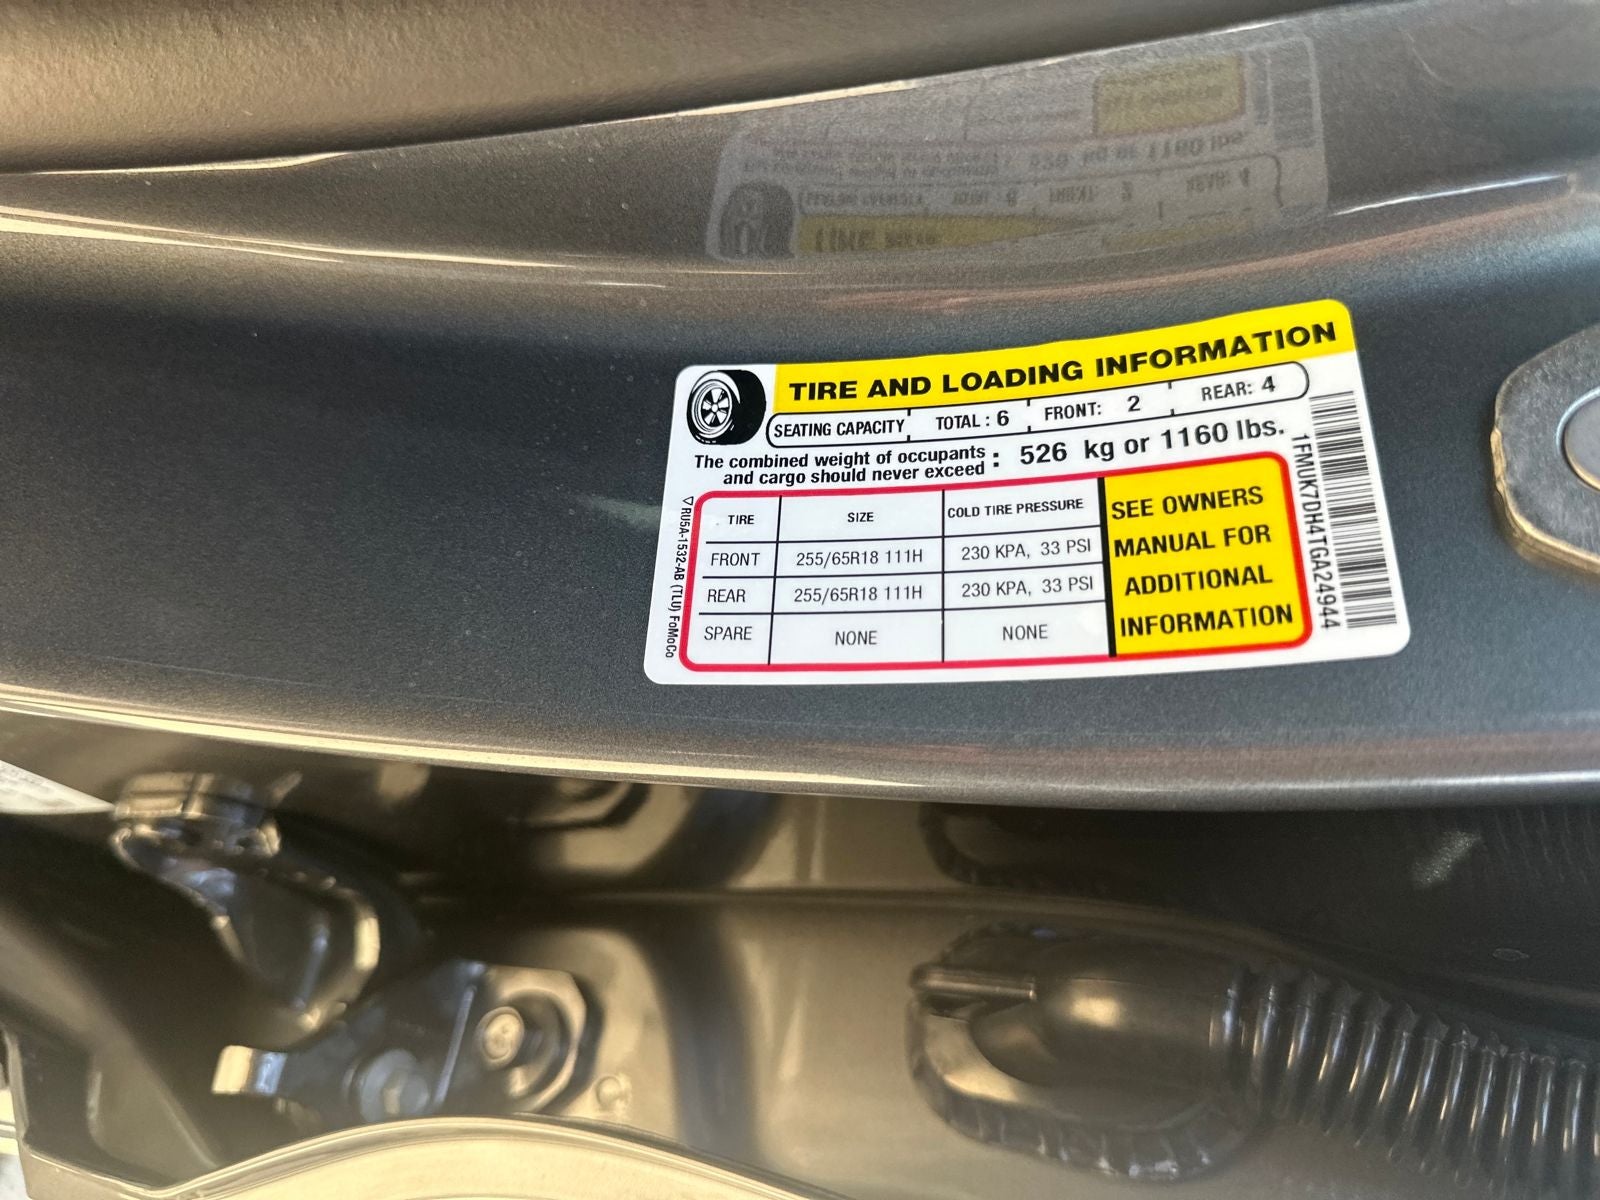 TIRE AND LOADING INFORMATION
SEATING CAPACITY TOTAL : 6 FRONT: 2 REAR: 4
The combined weight of occupants and cargo should never exceed : 526 kg or 1160 lbs.
TIRE SIZE COLD TIRE PRESSURE
FRONT 255/65R18 111H 230 KPA, 33 PSI
REAR 255/65R18 111H 230 KPA, 33 PSI
SPARE NONE NONE
SEE OWNERS
MANUAL FOR
ADDITIONAL
INFORMATION
RU5A-1532-AB (TLU) FoMoCo
1FMUK7DH4TGA24944